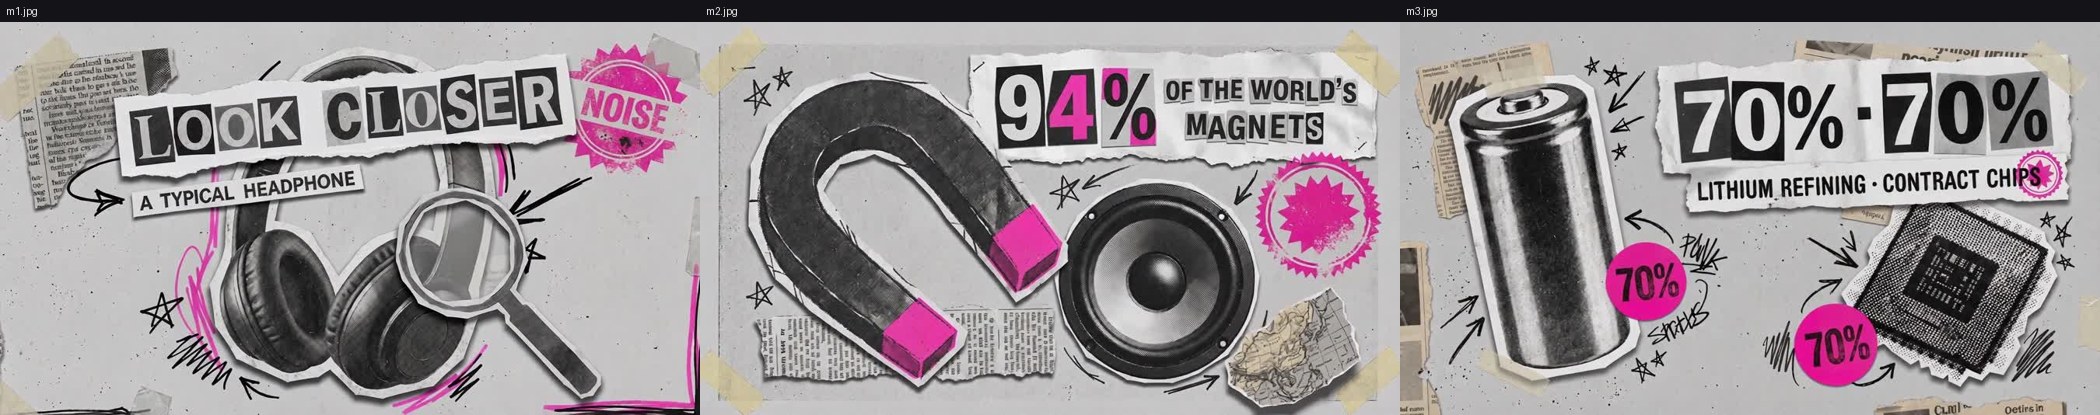 m1.jpg
LOOK CLOSER
NOISE
A TYPICAL HEADPHONE
m2.jpg
94% OF THE WORLD'S
MAGNETS
m3.jpg
70% · 70%
LITHIUM REFINING · CONTRACT CHIPS
70%
PUNK
70%